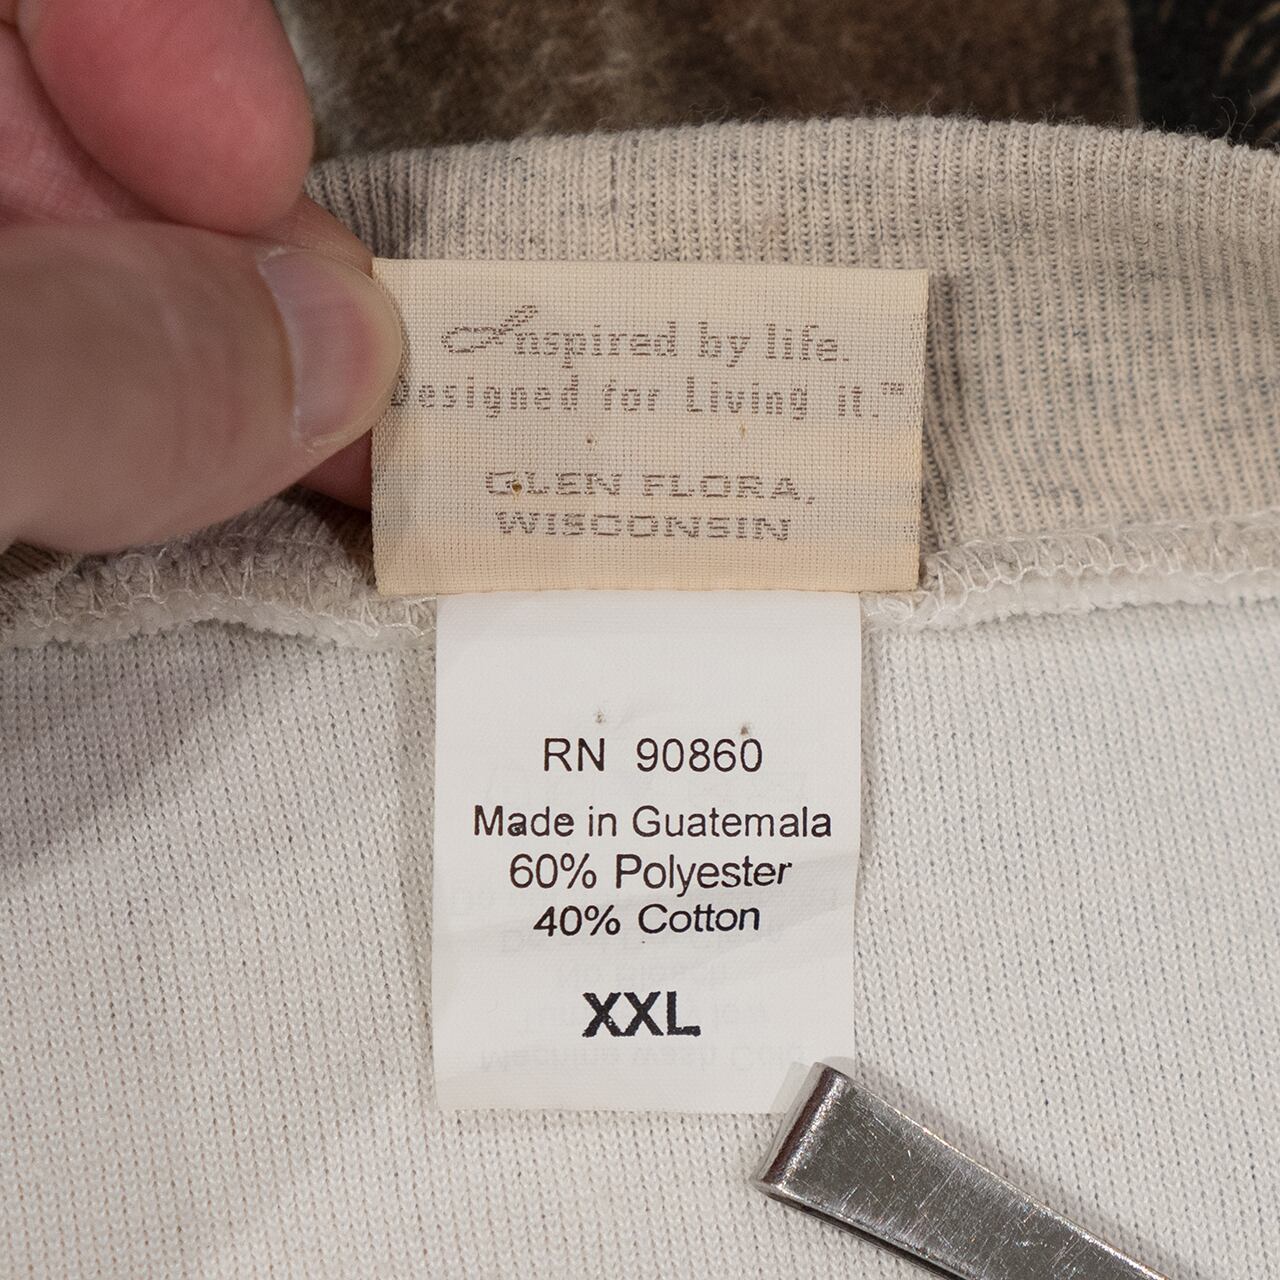 Inspired by life.
Designed for Living it.™
GLEN FLORA,
WISCONSIN
RN 90860
Made in Guatemala
60% Polyester
40% Cotton
XXL